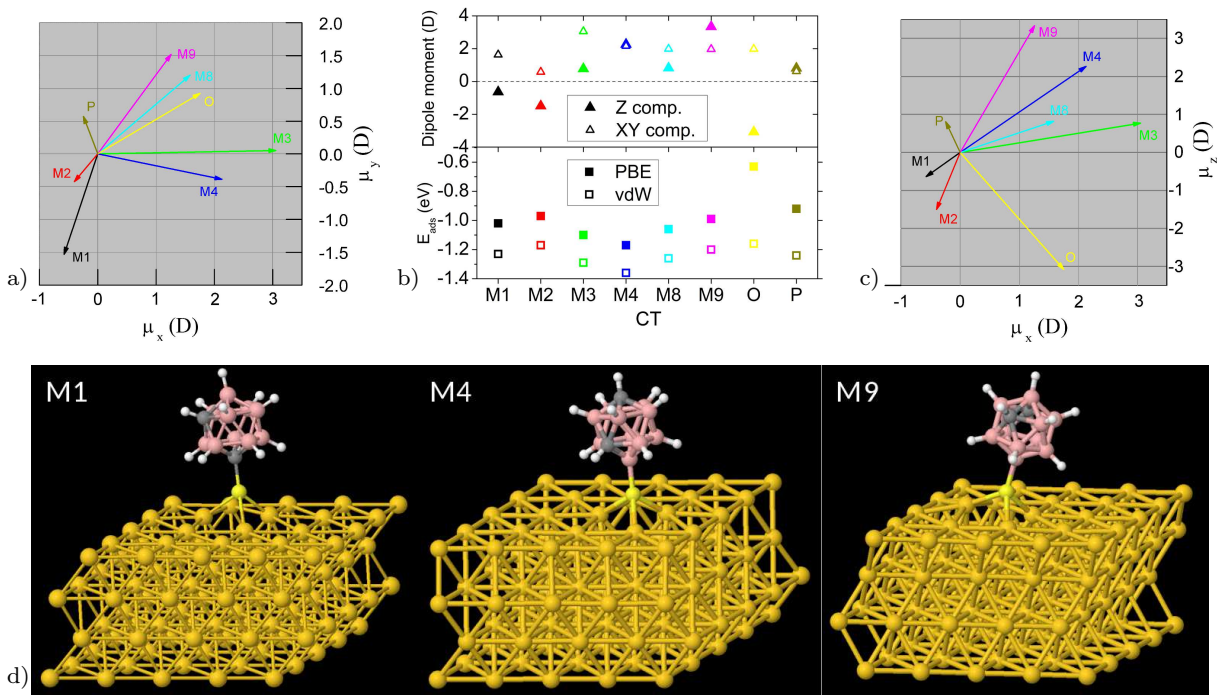 a)
M9
M8
O
P
M3
M2
M4
M1
2.0
1.5
1.0
0.5
0.0
-0.5
-1.0
-1.5
-2.0
μy (D)
-1 0 1 2 3
μx (D)
b)
Dipole moment (D)
4
2
0
-2
-4
Z comp.
XY comp.
Eads (eV)
-0.6
-0.8
-1.0
-1.2
-1.4
PBE
vdW
M1 M2 M3 M4 M8 M9 O P
CT
c)
M9
M4
M8
P
M3
M1
M2
O
3
2
1
0
-1
-2
-3
μz (D)
-1 0 1 2 3
μx (D)
d)
M1
M4
M9